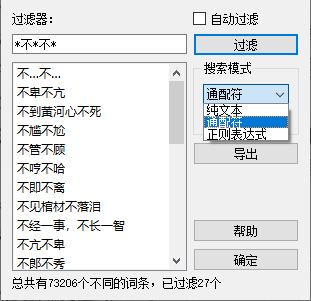 过滤器：
自动过滤
*不*不*
过滤
不...不...
不卑不亢
不到黄河心不死
不尴不尬
不管不顾
不哼不哈
不即不离
不见棺材不落泪
不经一事，不长一智
不亢不卑
不郎不秀
搜索模式
通配符
纯文本
通配符
正则表达式
导出
帮助
确定
总共有73206个不同的词条，已过滤27个